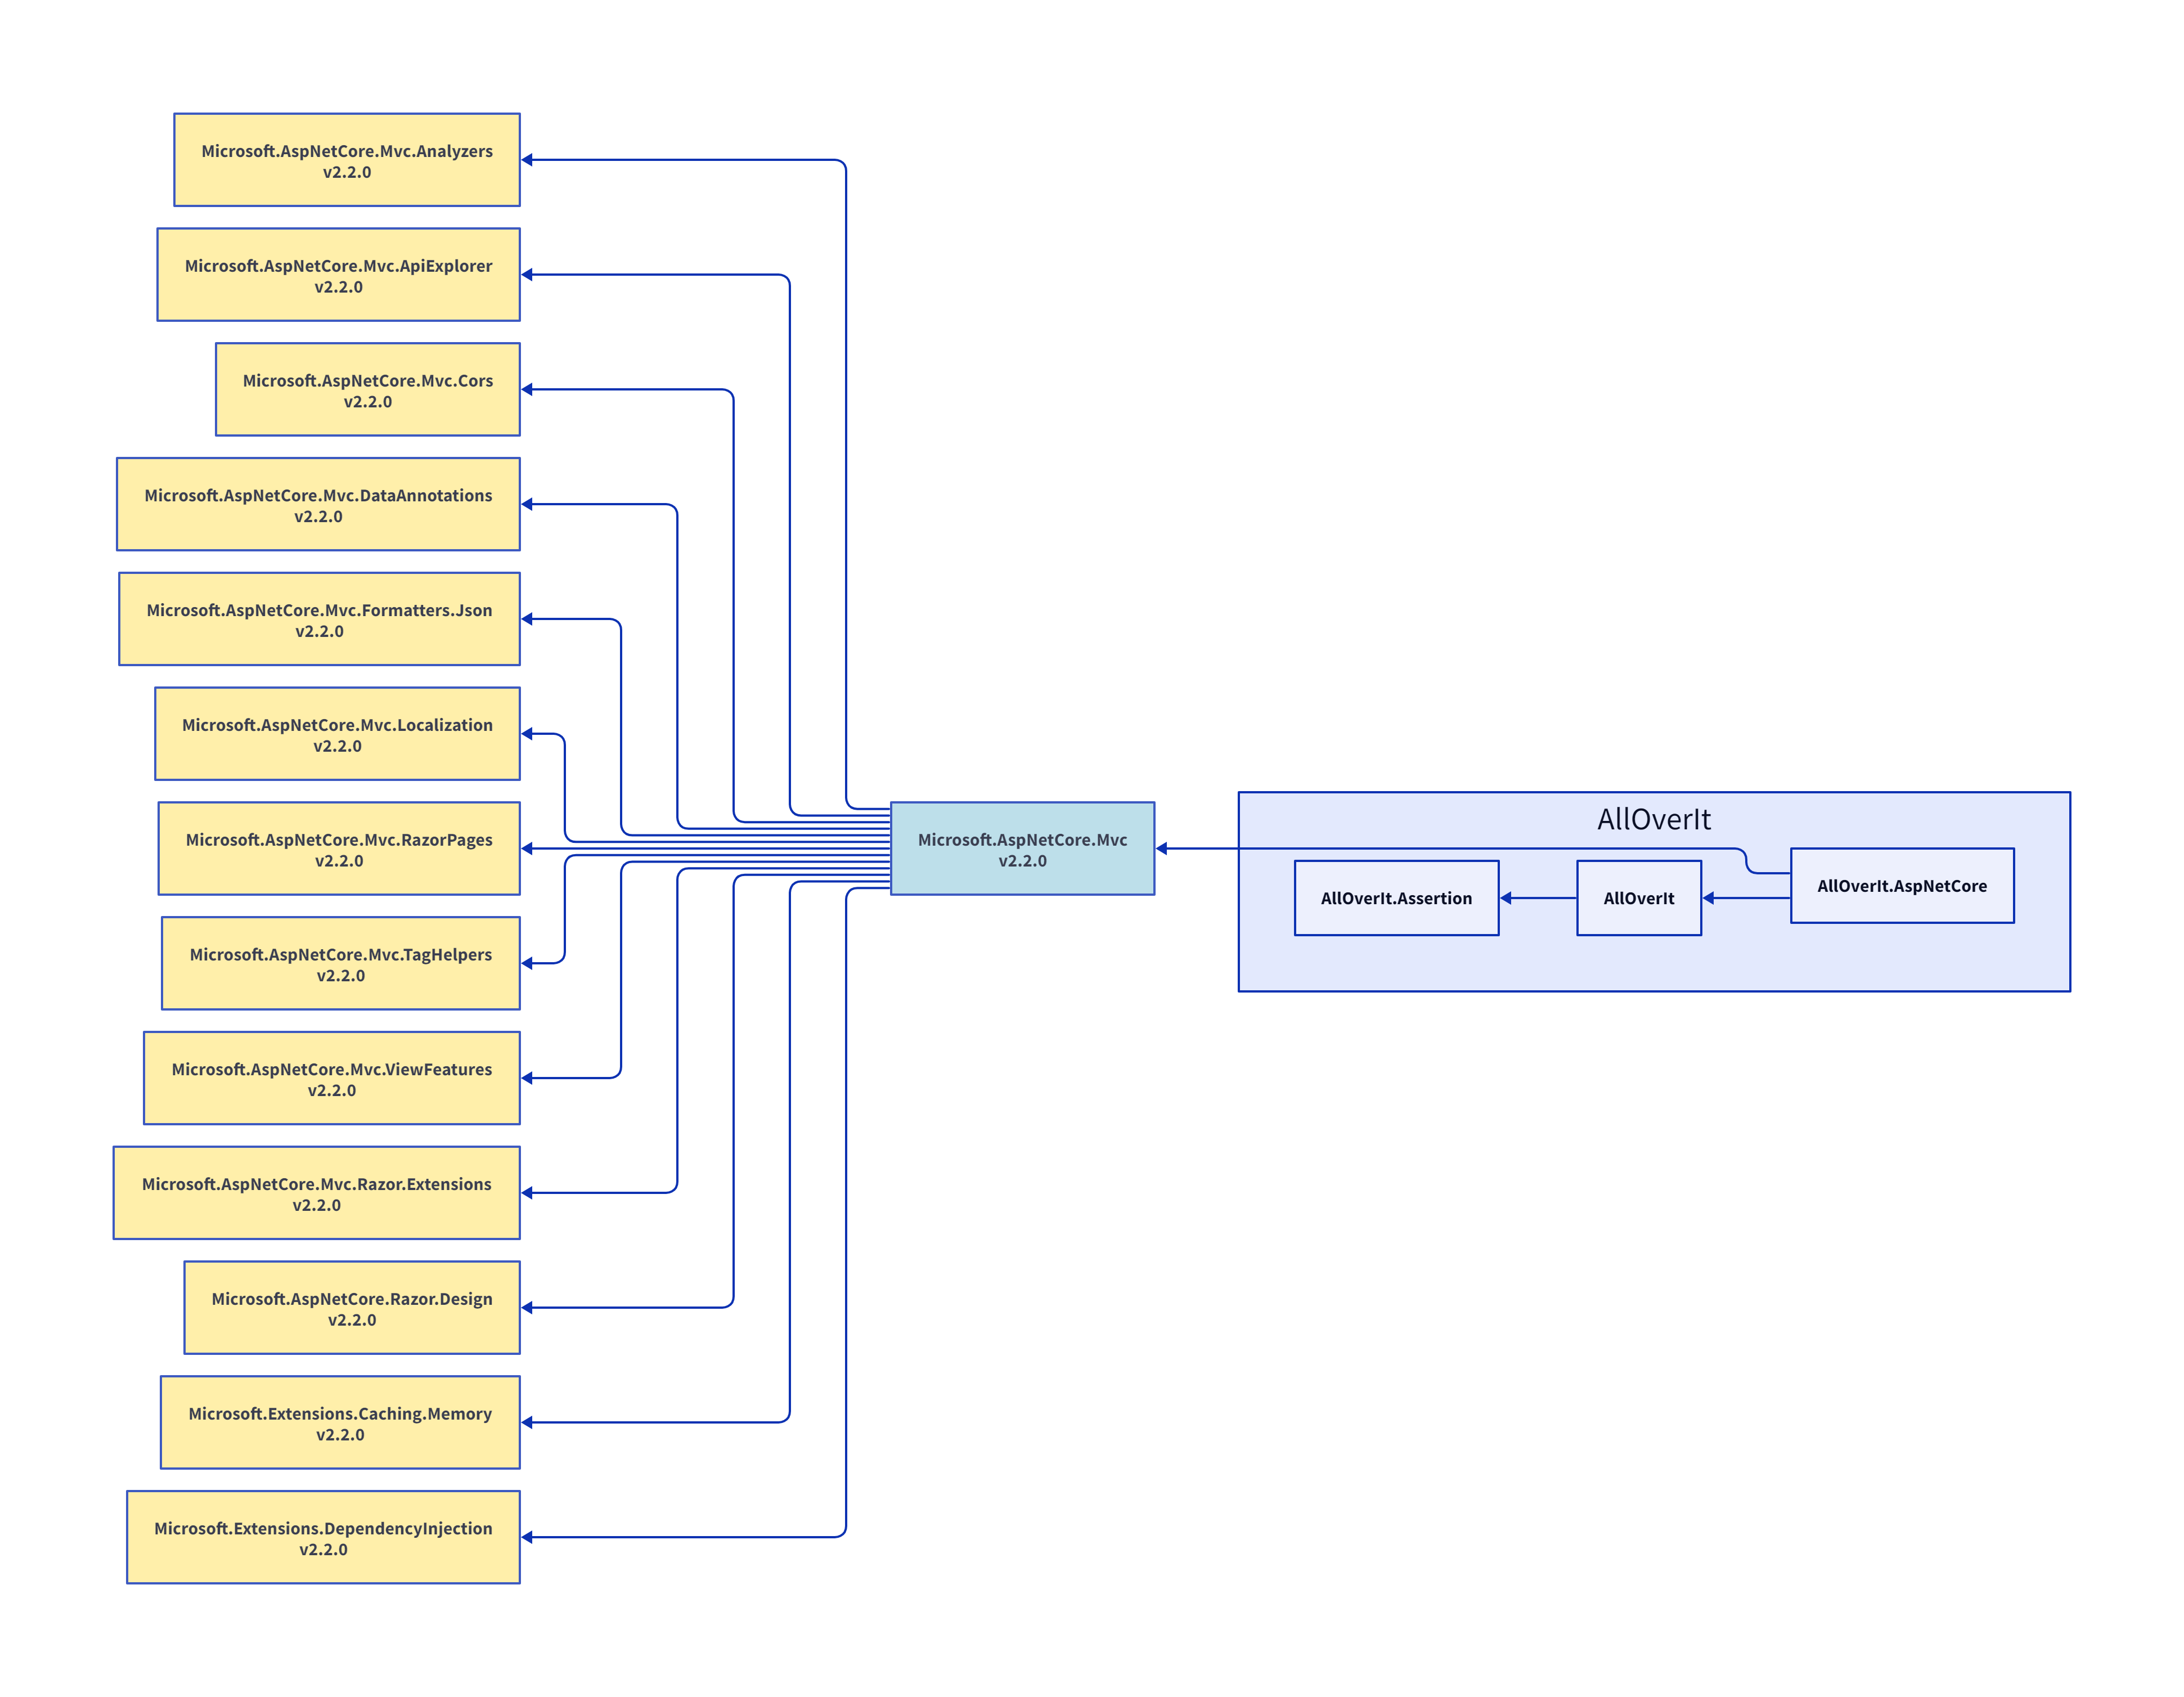 Microsoft.AspNetCore.Mvc.Analyzers
v2.2.0
Microsoft.AspNetCore.Mvc.ApiExplorer
v2.2.0
Microsoft.AspNetCore.Mvc.Cors
v2.2.0
Microsoft.AspNetCore.Mvc.DataAnnotations
v2.2.0
Microsoft.AspNetCore.Mvc.Formatters.Json
v2.2.0
Microsoft.AspNetCore.Mvc.Localization
v2.2.0
Microsoft.AspNetCore.Mvc.RazorPages
v2.2.0
Microsoft.AspNetCore.Mvc.TagHelpers
v2.2.0
Microsoft.AspNetCore.Mvc.ViewFeatures
v2.2.0
Microsoft.AspNetCore.Mvc.Razor.Extensions
v2.2.0
Microsoft.AspNetCore.Razor.Design
v2.2.0
Microsoft.Extensions.Caching.Memory
v2.2.0
Microsoft.Extensions.DependencyInjection
v2.2.0
Microsoft.AspNetCore.Mvc
v2.2.0
AllOverIt
AllOverIt.Assertion
AllOverIt
AllOverIt.AspNetCore